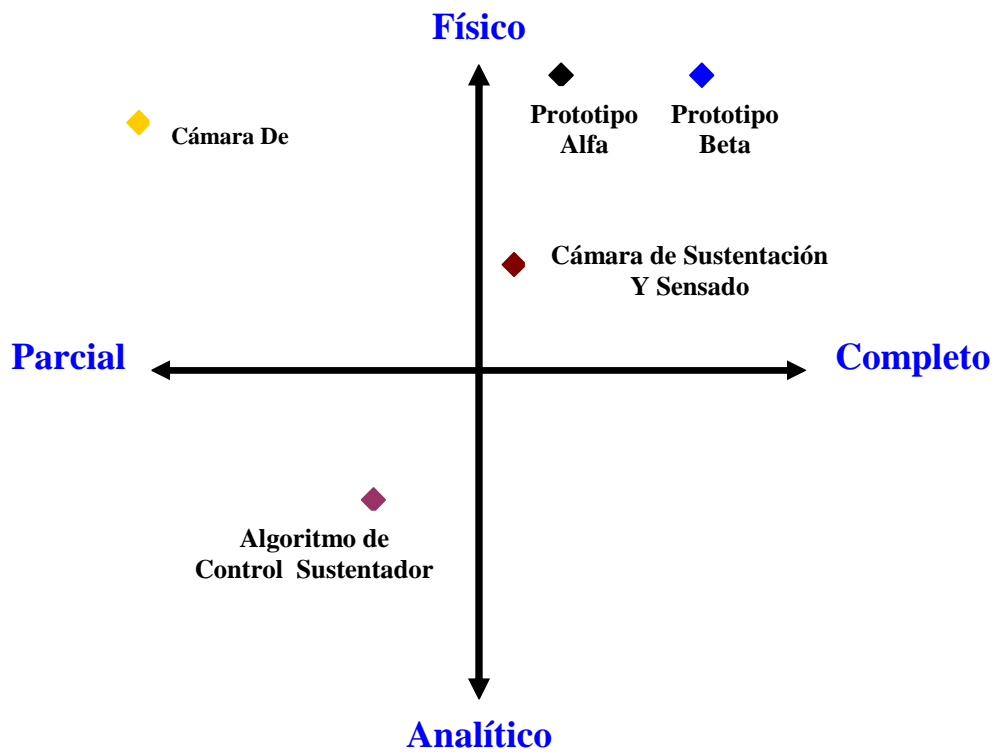 Físico
Prototipo
Alfa
Prototipo
Beta
Cámara De
Cámara de Sustentación
Y Sensado
Parcial
Completo
Algoritmo de
Control Sustentador
Analítico